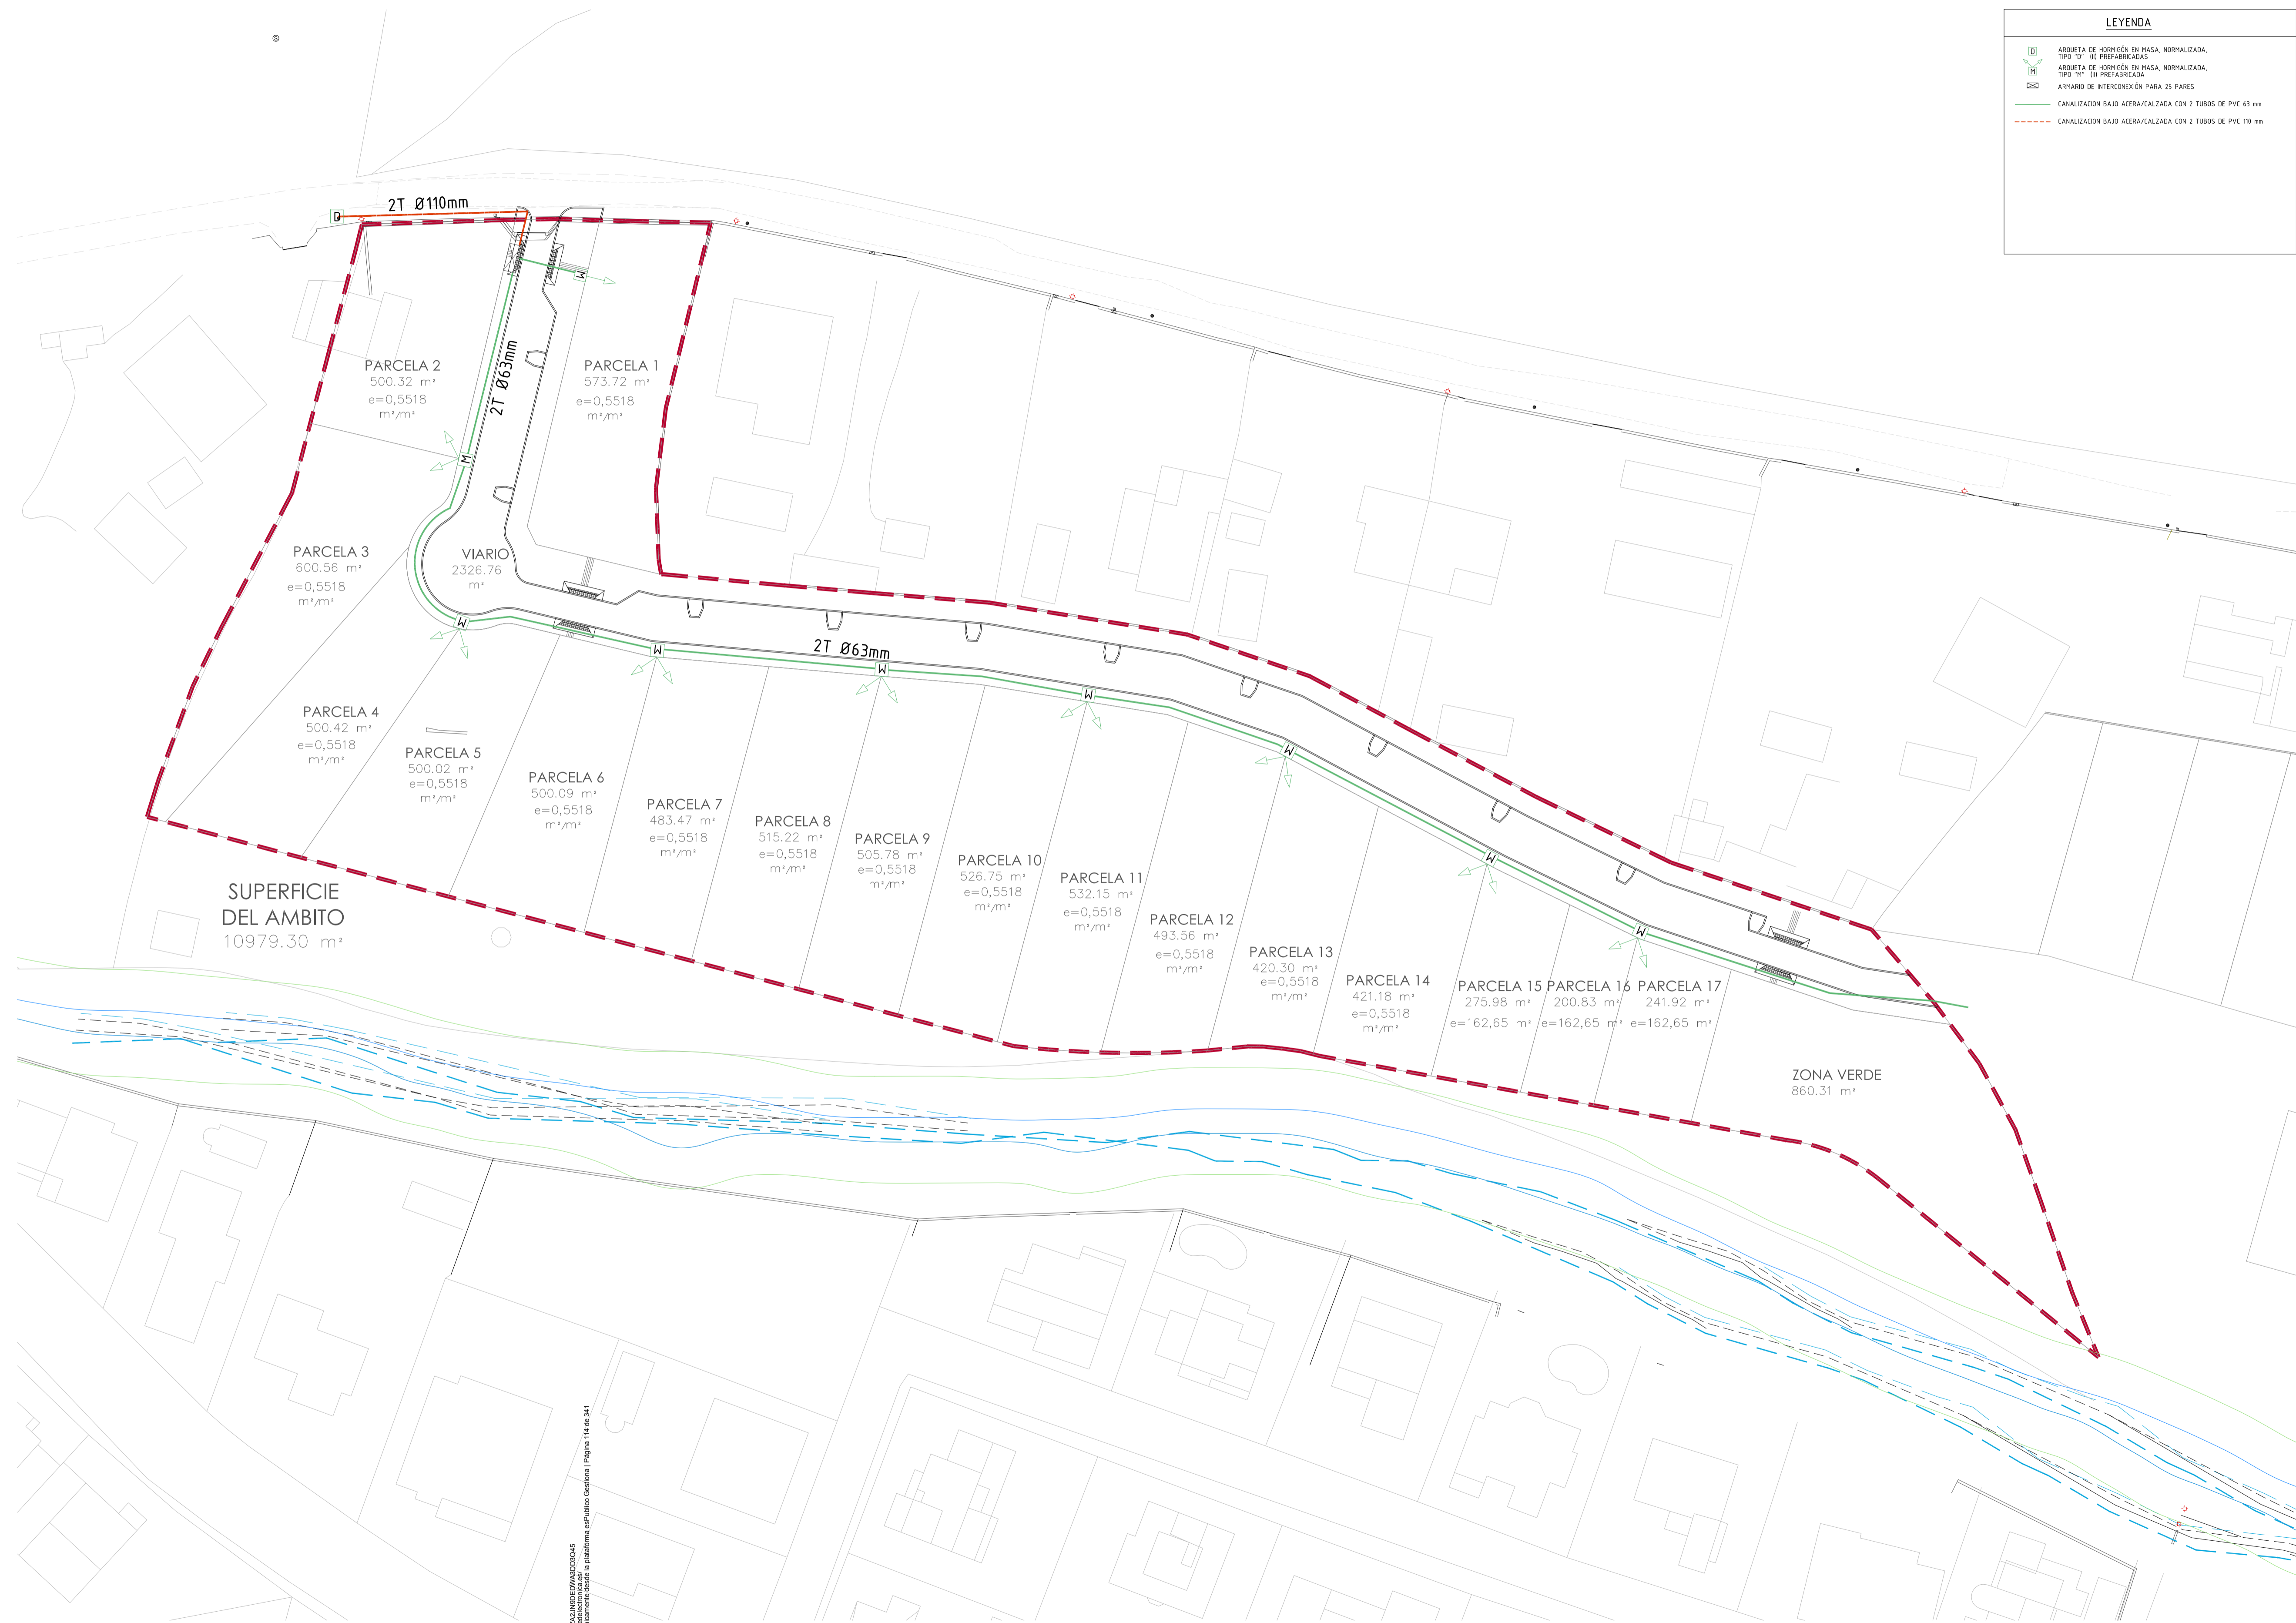 LEYENDA
D
ARQUETA DE HORMIGÓN EN MASA, NORMALIZADA,
TIPO "D" (II) PREFABRICADAS
M
ARQUETA DE HORMIGÓN EN MASA, NORMALIZADA,
TIPO "M" (II) PREFABRICADA
ARMARIO DE INTERCONEXIÓN PARA 25 PARES
CANALIZACION BAJO ACERA/CALZADA CON 2 TUBOS DE PVC 63 mm
CANALIZACION BAJO ACERA/CALZADA CON 2 TUBOS DE PVC 110 mm
D
2T Ø110mm
M
PARCELA 2
500.32 m²
e=0,5518
m²/m²
2T Ø63mm
PARCELA 1
573.72 m²
e=0,5518
m²/m²
M
PARCELA 3
600.56 m²
e=0,5518
m²/m²
VIARIO
2326.76
m²
M
M
2T Ø63mm
M
M
M
M
M
PARCELA 4
500.42 m²
e=0,5518
m²/m²
PARCELA 5
500.02 m²
e=0,5518
m²/m²
PARCELA 6
500.09 m²
e=0,5518
m²/m²
PARCELA 7
483.47 m²
e=0,5518
m²/m²
PARCELA 8
515.22 m²
e=0,5518
m²/m²
PARCELA 9
505.78 m²
e=0,5518
m²/m²
PARCELA 10
526.75 m²
e=0,5518
m²/m²
PARCELA 11
532.15 m²
e=0,5518
m²/m²
PARCELA 12
493.56 m²
e=0,5518
m²/m²
PARCELA 13
420.30 m²
e=0,5518
m²/m²
PARCELA 14
421.18 m²
e=0,5518
m²/m²
PARCELA 15
275.98 m²
e=162,65 m²
PARCELA 16
200.83 m²
e=162,65 m²
PARCELA 17
241.92 m²
e=162,65 m²
SUPERFICIE
DEL AMBITO
10979.30 m²
ZONA VERDE
860.31 m²
desde la plataforma esPublico Gestiona | Página 114 de 341